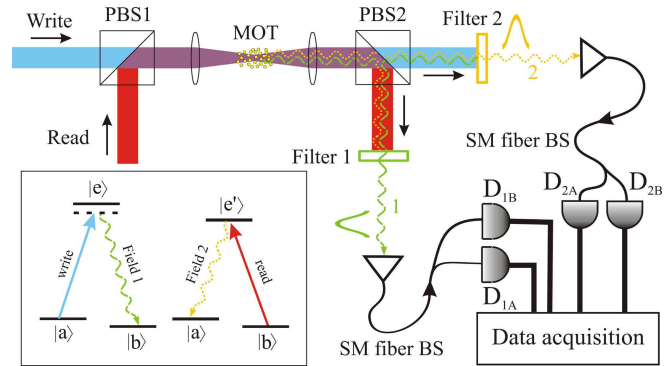 PBS1
PBS2
Filter 2
Write
MOT
2
Read
SM fiber BS
Filter 1
D2A
D2B
D1B
1
|e⟩
|e'⟩
write
Field 1
Field 2
read
D1A
|a⟩
|b⟩
|a⟩
|b⟩
SM fiber BS
Data acquisition